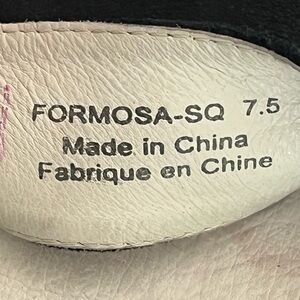 FORMOSA-SQ 7.5
Made in China
Fabrique en Chine